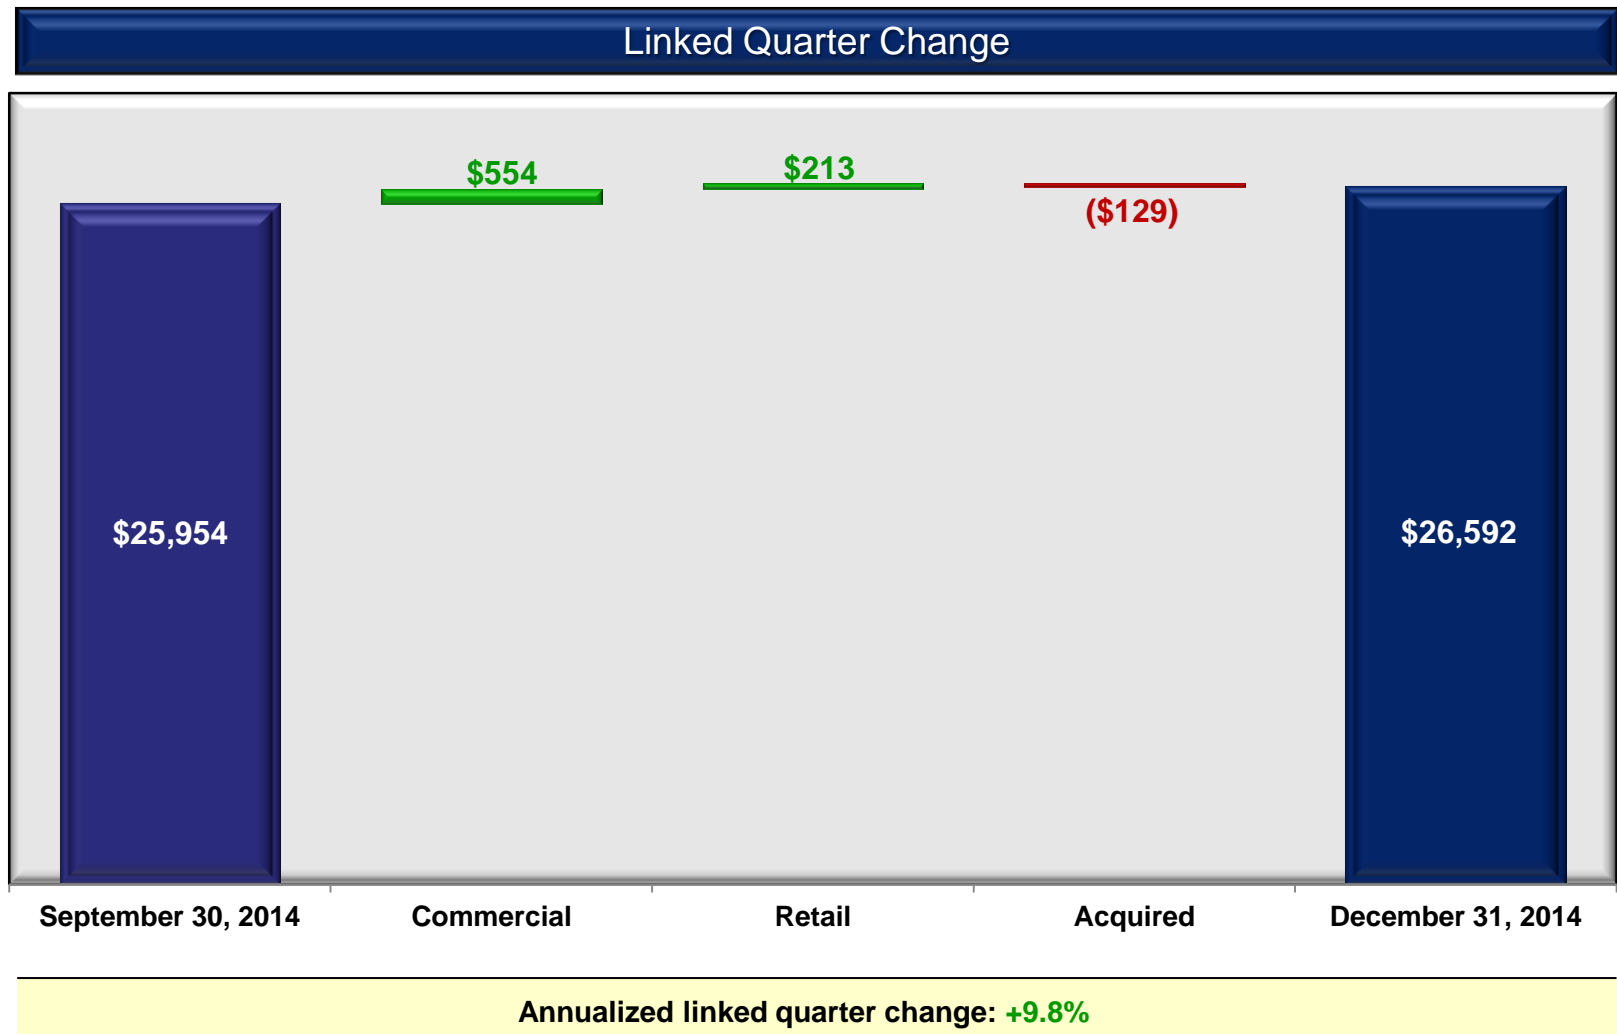 Linked Quarter Change
$554
$213
($129)
$25,954
$26,592
September 30, 2014
Commercial
Retail
Acquired
December 31, 2014
Annualized linked quarter change: +9.8%